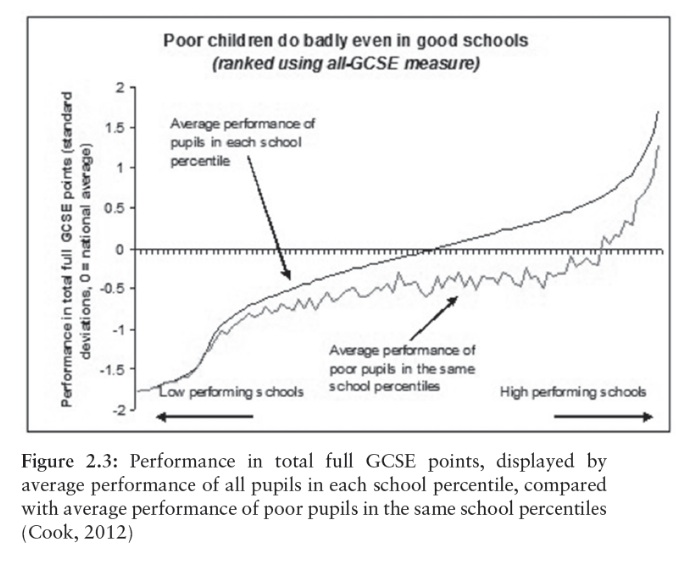 Poor children do badly even in good schools
(ranked using all-GCSE measure)
Performance in total full GCSE points (standard
deviations, 0 = national average)
2
1.5
1
0.5
0
-0.5
-1
-1.5
-2
Average performance of
pupils in each school
percentile
Average performance of
poor pupils in the same
school percentiles
Low performing schools
High performing schools
Figure 2.3: Performance in total full GCSE points, displayed by
average performance of all pupils in each school percentile, compared
with average performance of poor pupils in the same school percentiles
(Cook, 2012)